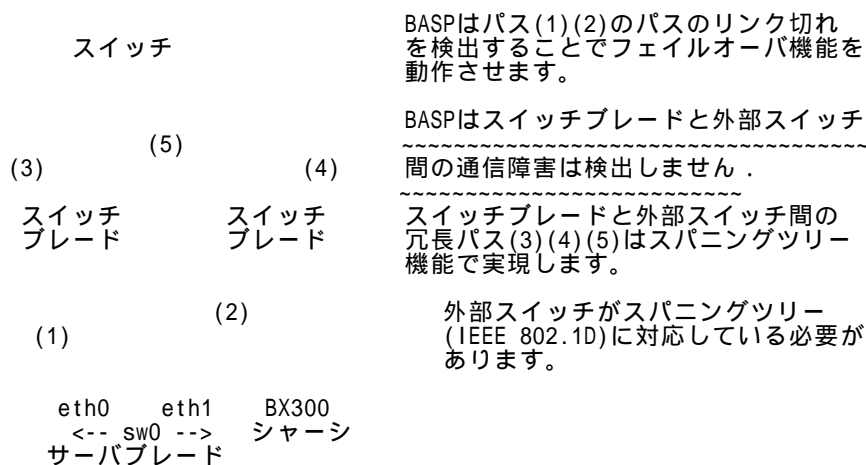 スイッチ
(5)
(3) (4)
スイッチ スイッチ
ブレード ブレード
(2)
(1)
eth0 eth1 BX300
<-- sw0 --> シャーシ
サーバブレード
BASPはパス(1)(2)のパスのリンク切れ
を検出することでフェイルオーバ機能を
動作させます。
BASPはスイッチブレードと外部スイッチ
~~~~~~~~~~~~~~~~~~~~~~~~~~~~~~~~~~~~
間の通信障害は検出しません.
~~~~~~~~~~~~~~~~~~~~~~~~~~
スイッチブレードと外部スイッチ間の
冗長パス(3)(4)(5)はスパニングツリー
機能で実現します。
外部スイッチがスパニングツリー
(IEEE 802.1D)に対応している必要が
あります。